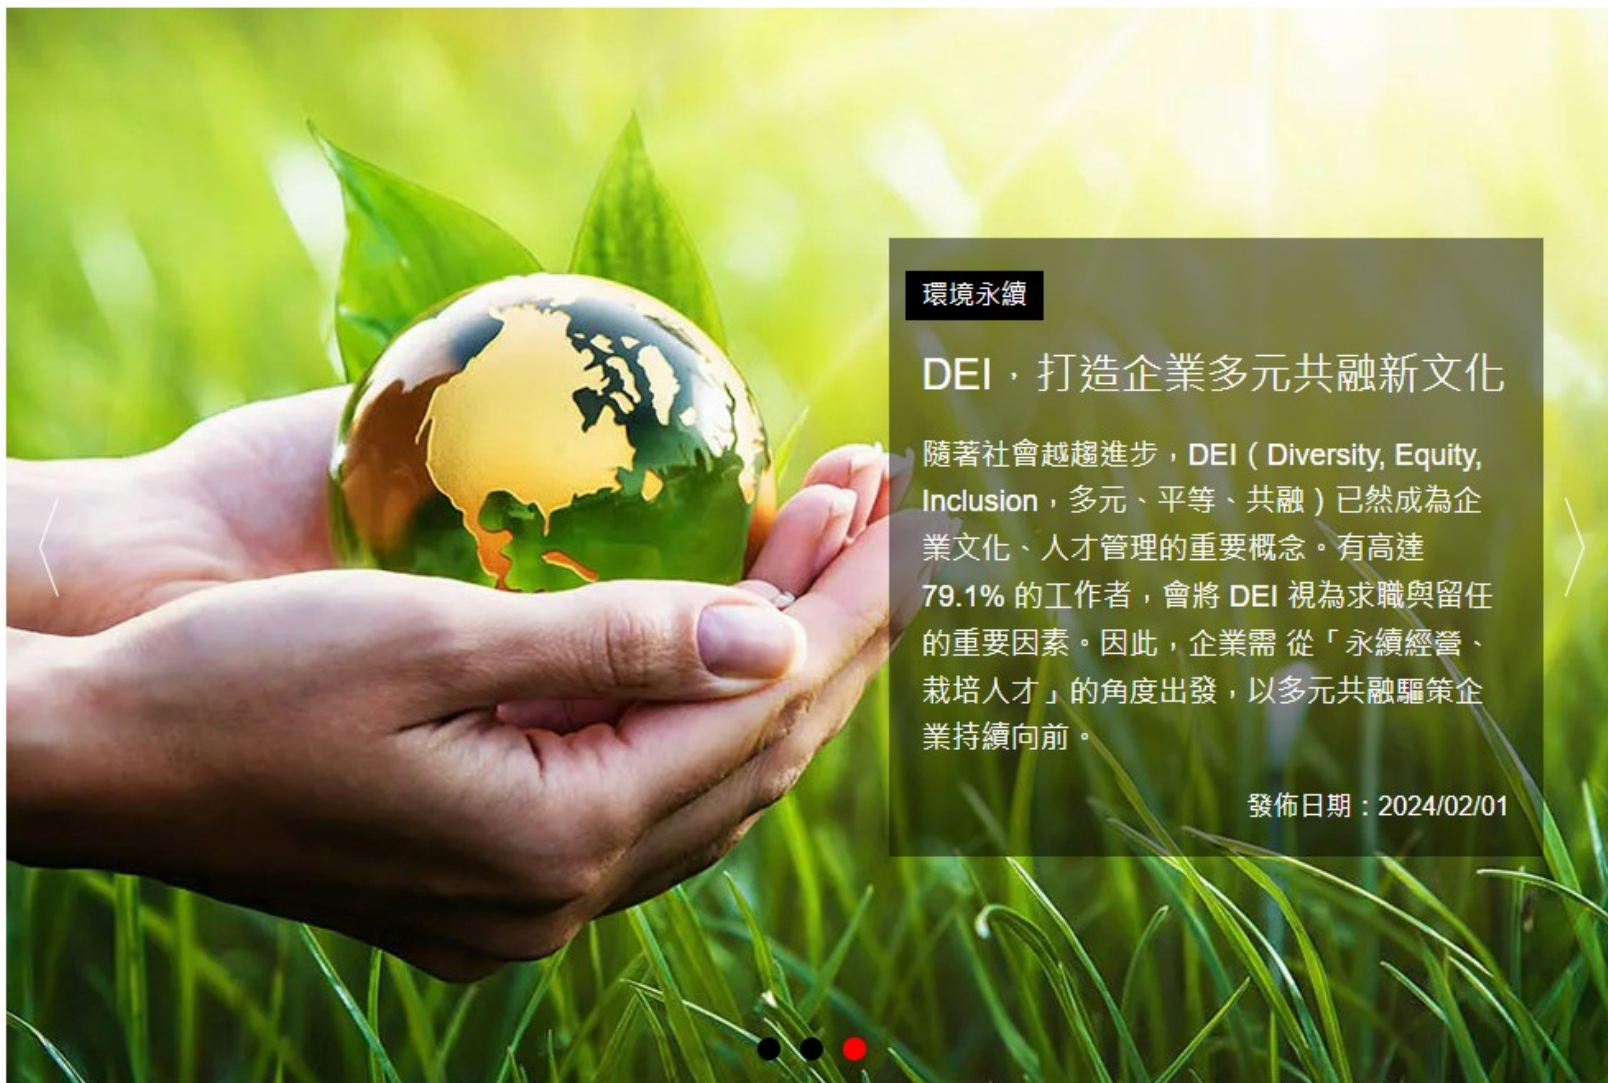 環境永續
DEI，打造企業多元共融新文化
隨著社會越趨進步，DEI（Diversity, Equity,
Inclusion，多元、平等、共融）已然成為企
業文化、人才管理的重要概念。有高達
79.1% 的工作者，會將 DEI 視為求職與留任
的重要因素。因此，企業需 從「永續經營、
栽培人才」的角度出發，以多元共融驅策企
業持續向前。
發佈日期：2024/02/01